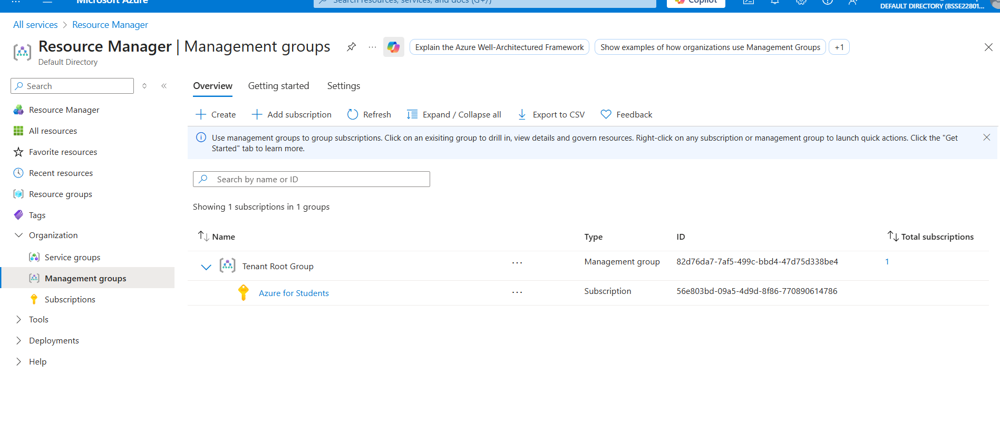 Microsoft Azure
Search resources, services, and docs (G+/)
Copilot
DEFAULT DIRECTORY (BSSE22801...
All services > Resource Manager
Resource Manager | Management groups
...
Explain the Azure Well-Architected Framework
Show examples of how organizations use Management Groups
+1
Default Directory
Search
Resource Manager
All resources
Favorite resources
Recent resources
Resource groups
Tags
Organization
Service groups
Management groups
Subscriptions
Tools
Deployments
Help
Overview Getting started Settings
Create Add subscription Refresh Expand / Collapse all Export to CSV Feedback
Use management groups to group subscriptions. Click on an exisiting group to drill in, view details and govern resources. Right-click on any subscription or management group to launch quick actions. Click the "Get
Started" tab to learn more.
Search by name or ID
Showing 1 subscriptions in 1 groups
Name Type ID Total subscriptions
Tenant Root Group ... Management group 82d76da7-7af5-499c-bbd4-47d75d338be4 1
Azure for Students ... Subscription 56e803bd-09a5-4d9d-8f86-770890614786